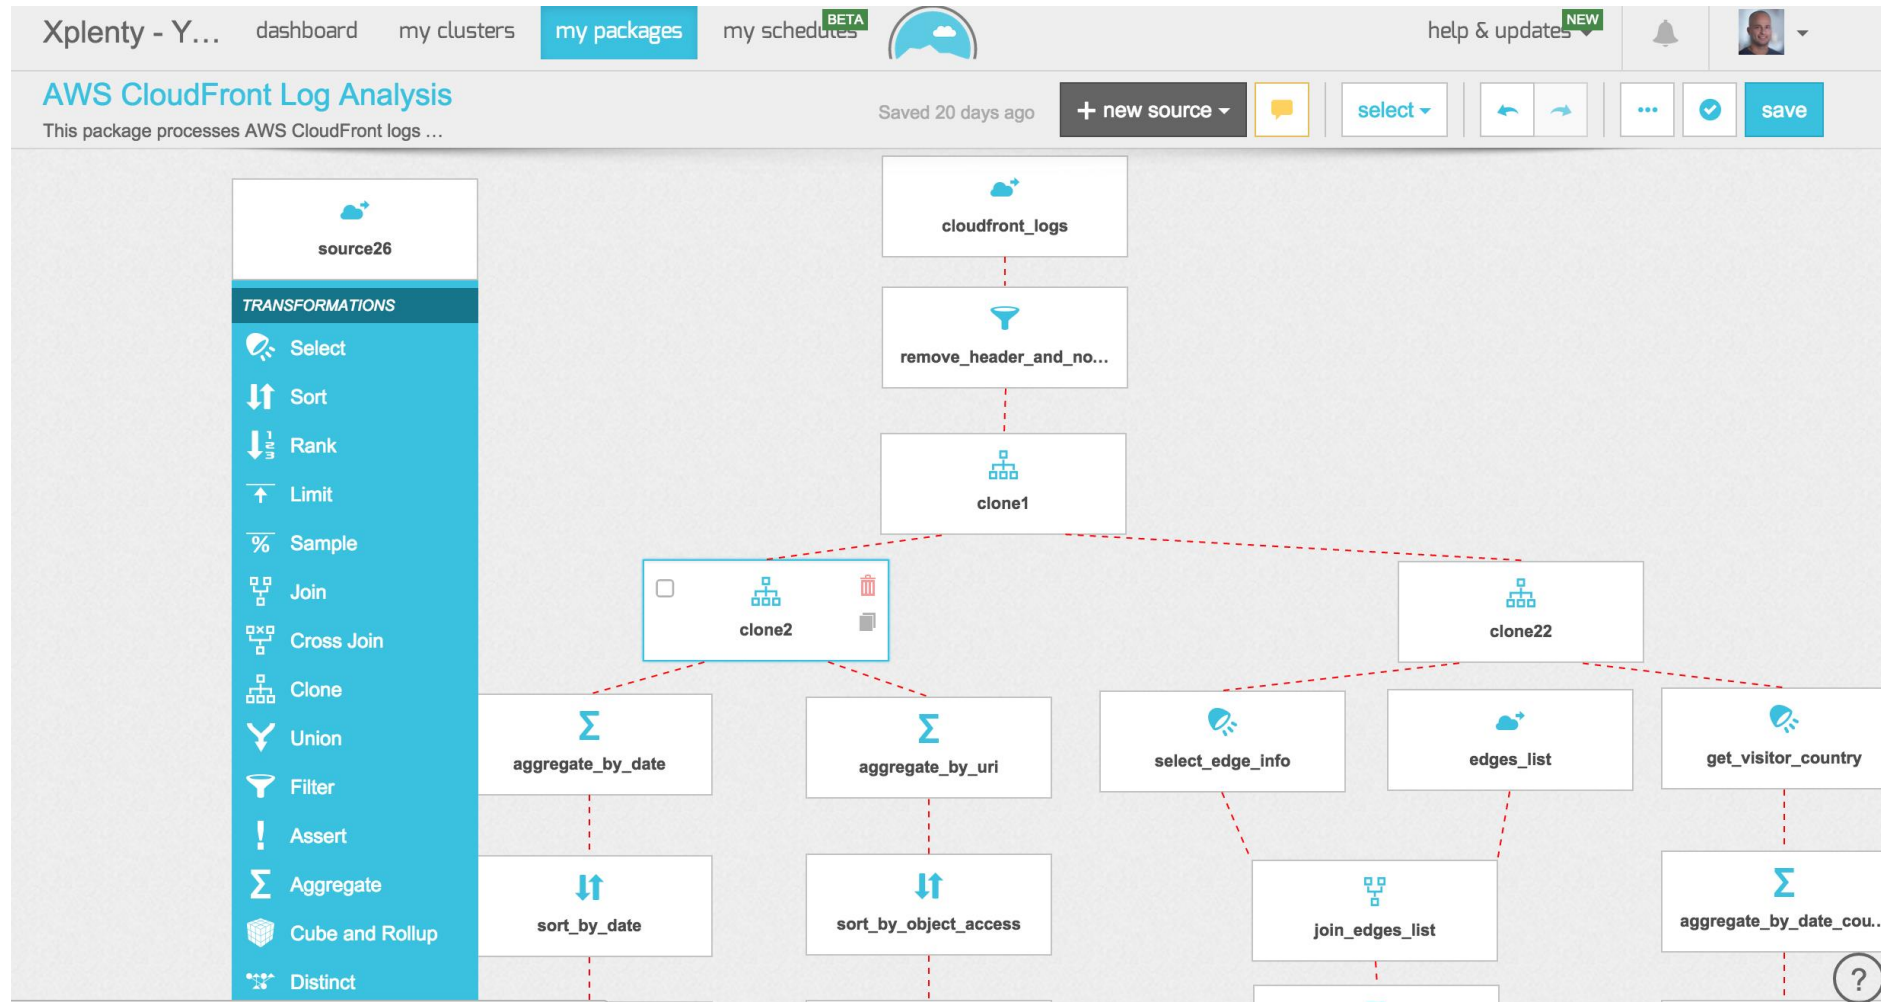 Xplenty - Y...
dashboard
my clusters
my packages
my schedules
BETA
help & updates
NEW
AWS CloudFront Log Analysis
This package processes AWS CloudFront logs ...
Saved 20 days ago
+ new source
select
save
source26
TRANSFORMATIONS
Select
Sort
Rank
Limit
Sample
Join
Cross Join
Clone
Union
Filter
Assert
Aggregate
Cube and Rollup
Distinct
cloudfront_logs
remove_header_and_no...
clone1
clone2
clone22
aggregate_by_date
aggregate_by_uri
select_edge_info
edges_list
get_visitor_country
sort_by_date
sort_by_object_access
join_edges_list
aggregate_by_date_cou...
?